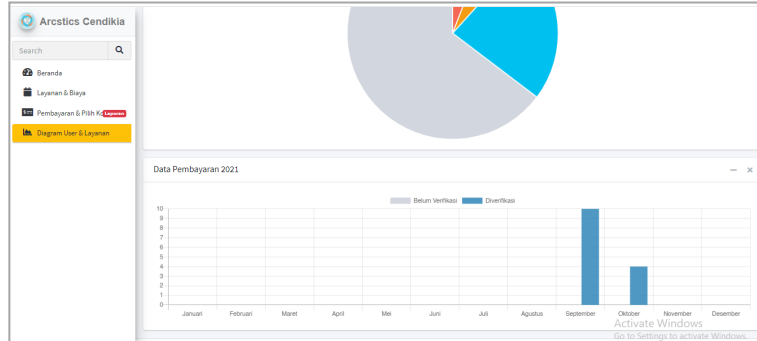 Arcstics Cendikia
Search
Beranda
Layanan & Biaya
Pembayaran & Pilih Ke
Laporan
Diagram User & Layanan
Data Pembayaran 2021
Belum Verifikasi Diverifikasi
10
9
8
7
6
5
4
3
2
1
0
Januari Februari Maret April Mei Juni Juli Agustus September Oktober November Desember
Activate Windows
Go to Settings to activate Windows.